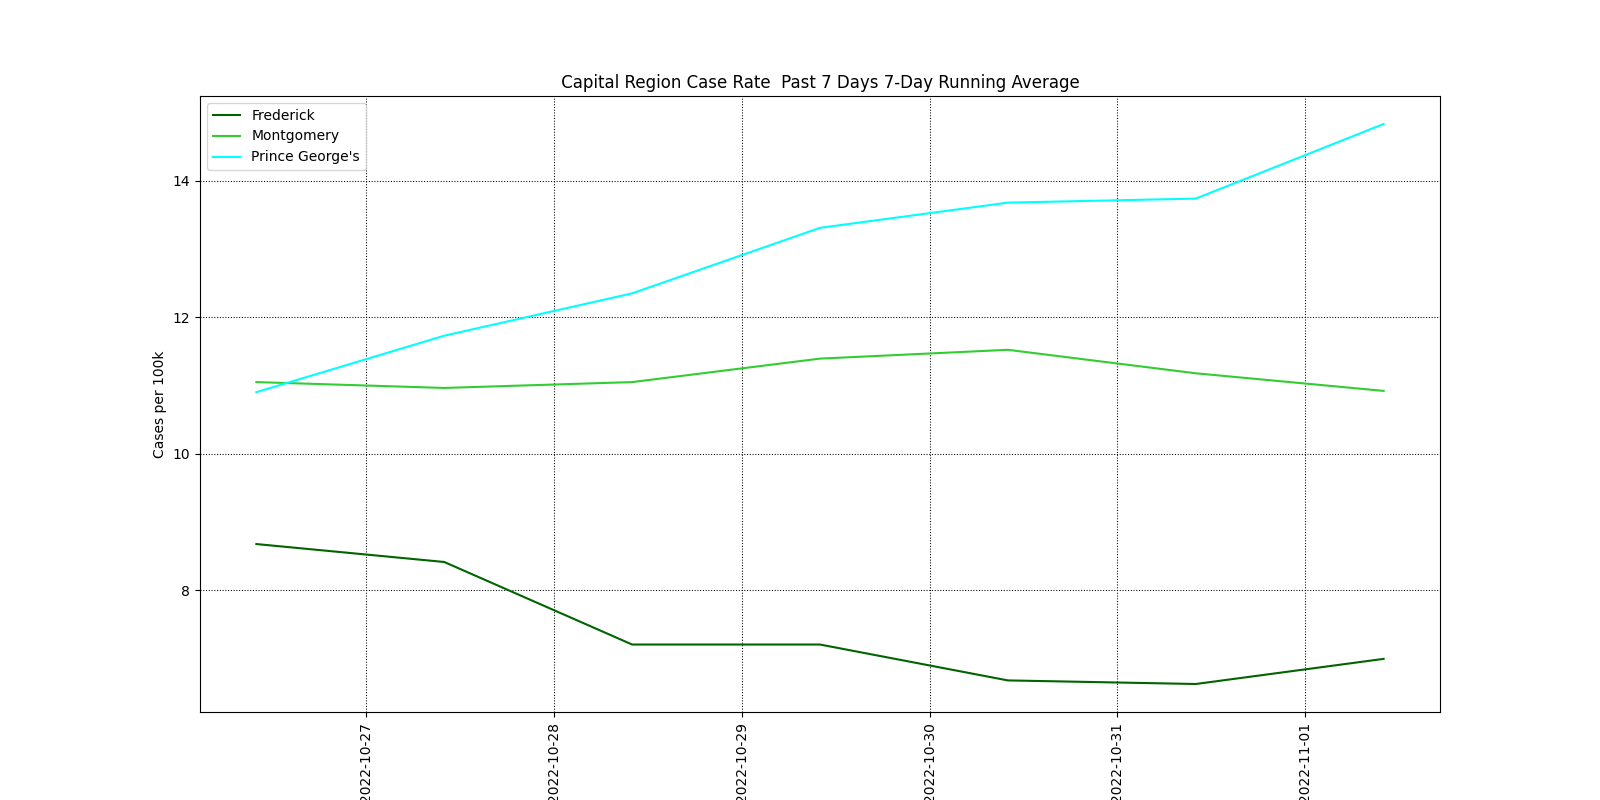 Capital Region Case Rate  Past 7 Days 7-Day Running Average
Frederick
Montgomery
Prince George's
14
12
10
8
Cases per 100k
2022-10-27
2022-10-28
2022-10-29
2022-10-30
2022-10-31
2022-11-01